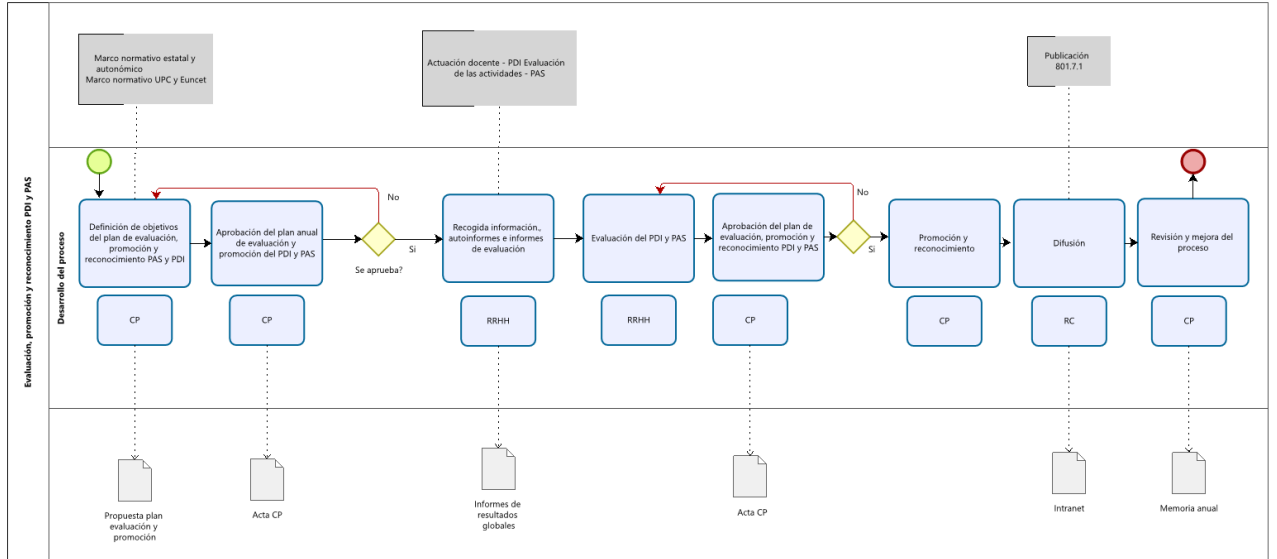 Evaluación, promoción y reconocimiento PDI y PAS
Marco normativo estatal y
autonómico
Marco normativo UPC y Euncet
Actuación docente - PDI Evaluación
de las actividades - PAS
Publicación
801.7.1
Desarrollo del proceso
Definición de objetivos
del plan de evaluación,
promoción y
reconocimiento PAS y PDI
Aprobación del plan anual
de evaluación y
promoción del PDI y PAS
No
Si
Se aprueba?
Recogida información.,
autoinformes e informes
de evaluación
Evaluación del PDI y PAS
Aprobación del plan de
evaluación, promoción y
reconocimiento PDI y PAS
No
Si
Promoción y
reconocimiento
Difusión
Revisión y mejora del
proceso
CP
CP
RRHH
RRHH
CP
CP
RC
CP
Propuesta plan
evaluación y
promoción
Acta CP
Informes de
resultados
globales
Acta CP
Intranet
Memoria anual